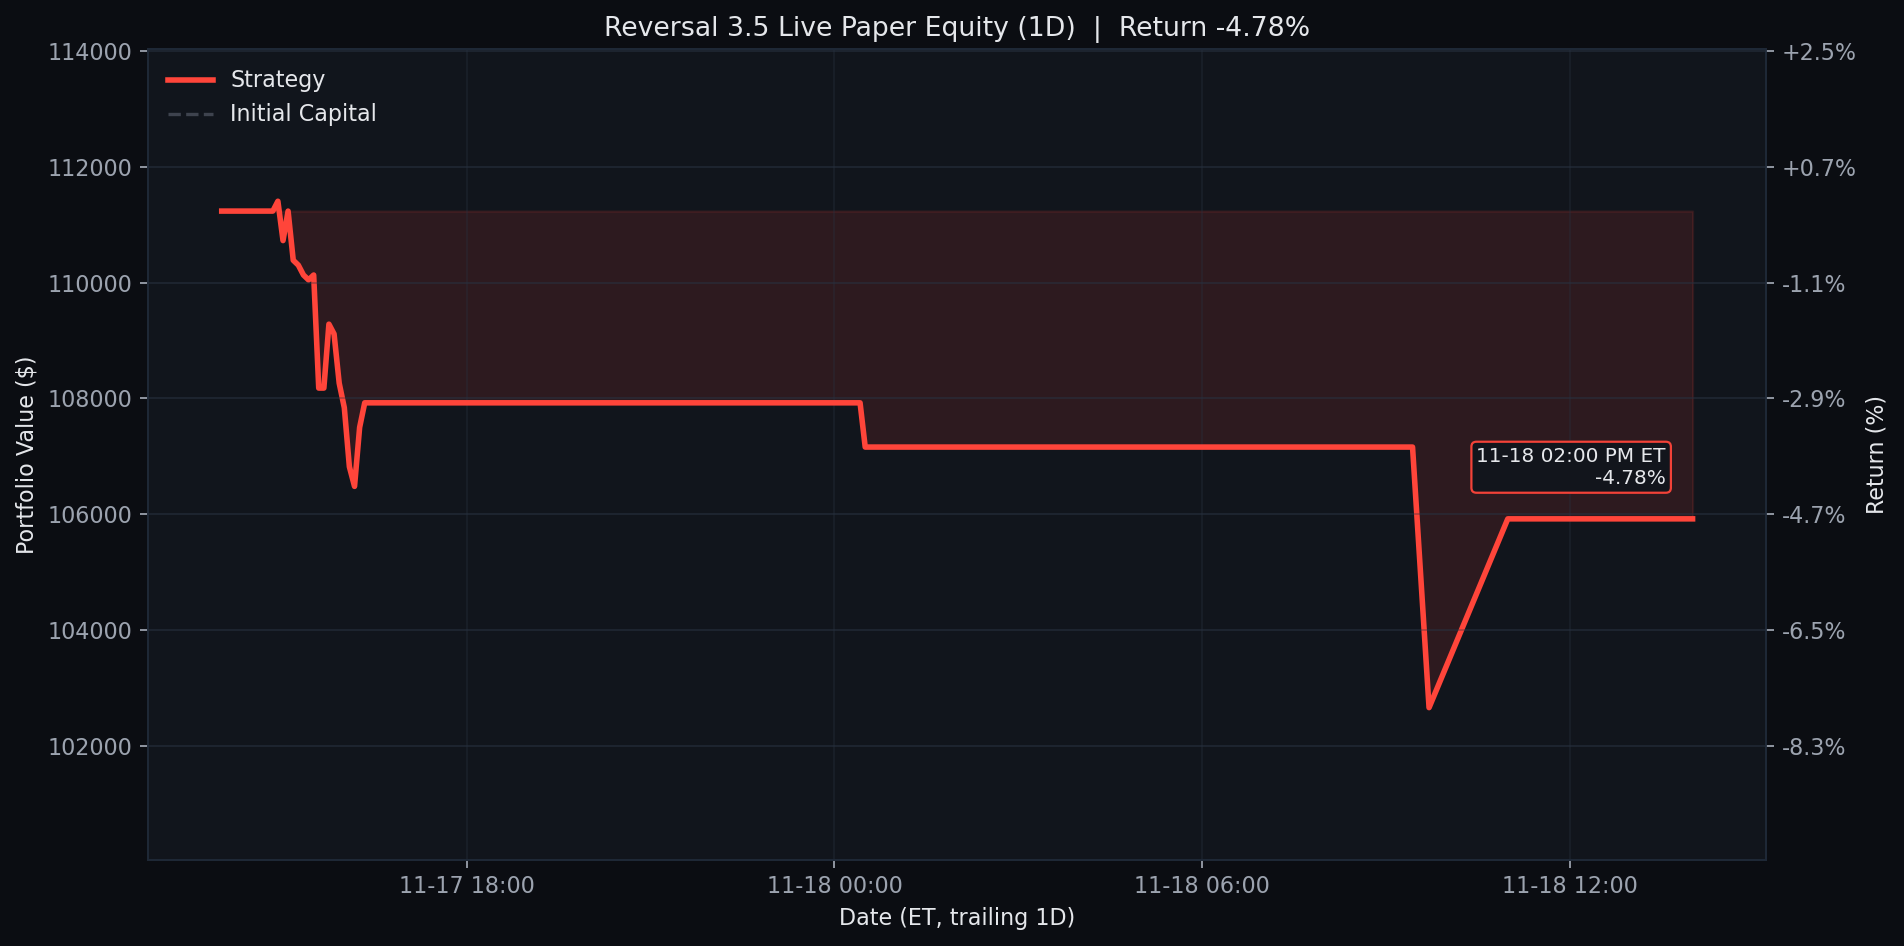 Reversal 3.5 Live Paper Equity (1D) | Return -4.78%
Strategy
Initial Capital
Portfolio Value ($)
114000
112000
110000
108000
106000
104000
102000
+2.5%
+0.7%
-1.1%
-2.9%
-4.7%
-6.5%
-8.3%
Return (%)
11-18 02:00 PM ET
-4.78%
11-17 18:00
11-18 00:00
11-18 06:00
11-18 12:00
Date (ET, trailing 1D)